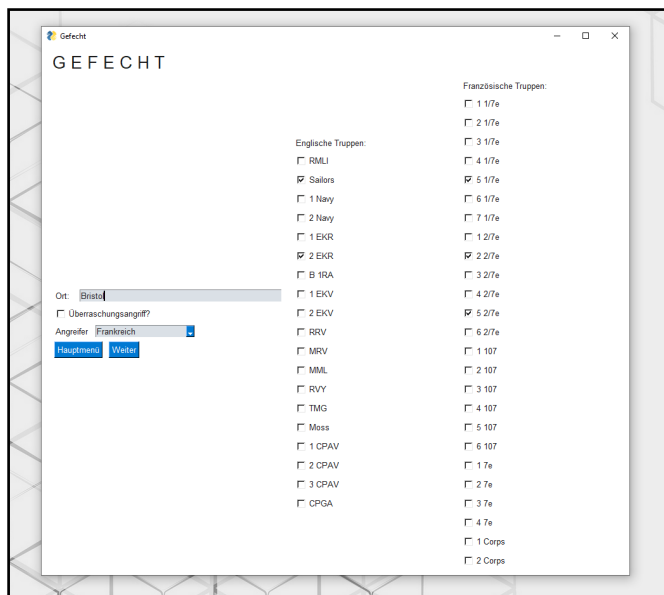 Gefecht
GEFECHT
Ort: Bristol
Überraschungsangriff?
Angreifer Frankreich
Hauptmenü Weiter
Englische Truppen:
RMLI
Sailors
1 Navy
2 Navy
1 EKR
2 EKR
B 1RA
1 EKV
2 EKV
RRV
MRV
MML
RVY
TMG
Moss
1 CPAV
2 CPAV
3 CPAV
CPGA
Französische Truppen:
1 1/7e
2 1/7e
3 1/7e
4 1/7e
5 1/7e
6 1/7e
7 1/7e
1 2/7e
2 2/7e
3 2/7e
4 2/7e
5 2/7e
6 2/7e
1 107
2 107
3 107
4 107
5 107
6 107
1 7e
2 7e
3 7e
4 7e
1 Corps
2 Corps